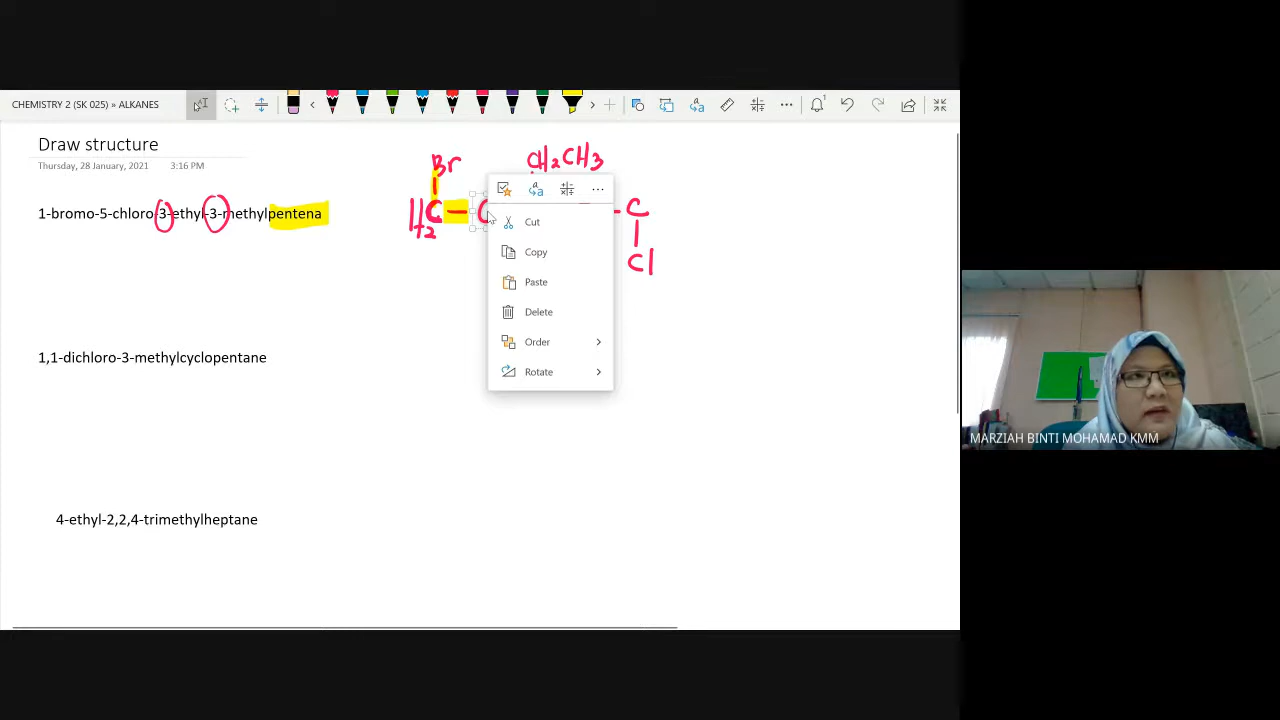 CHEMISTRY 2 (SK 025) » ALKANES
Draw structure
Thursday, 28 January, 2021 3:16 PM
Br
CH2CH3
1-bromo-5-chloro-3-ethyl-3-methylpentena
H2C
C
Cl
Cut
Copy
Paste
Delete
Order
Rotate
1,1-dichloro-3-methylcyclopentane
4-ethyl-2,2,4-trimethylheptane
MARZIAH BINTI MOHAMAD KMM